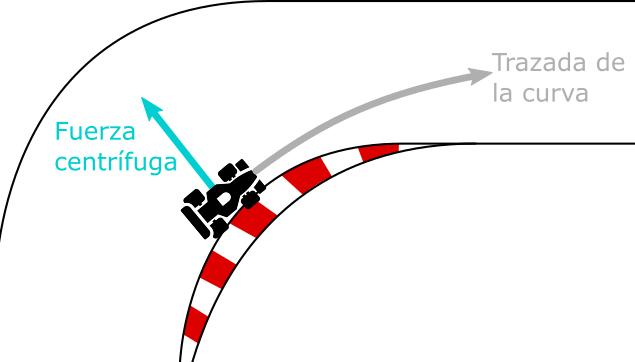 Trazada de
la curva
Fuerza
centrífuga